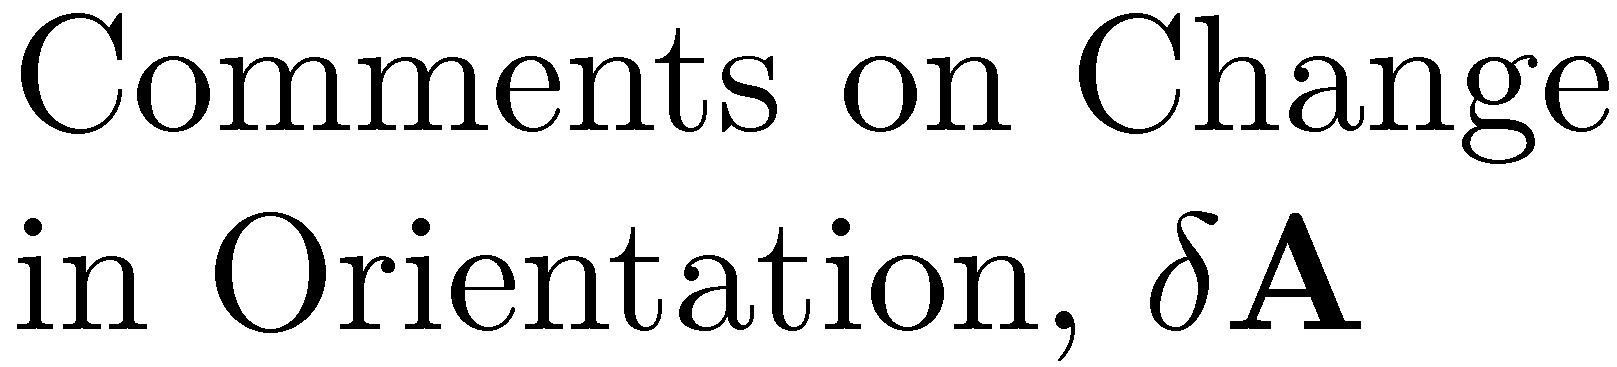 Comments on Change
in Orientation, δA